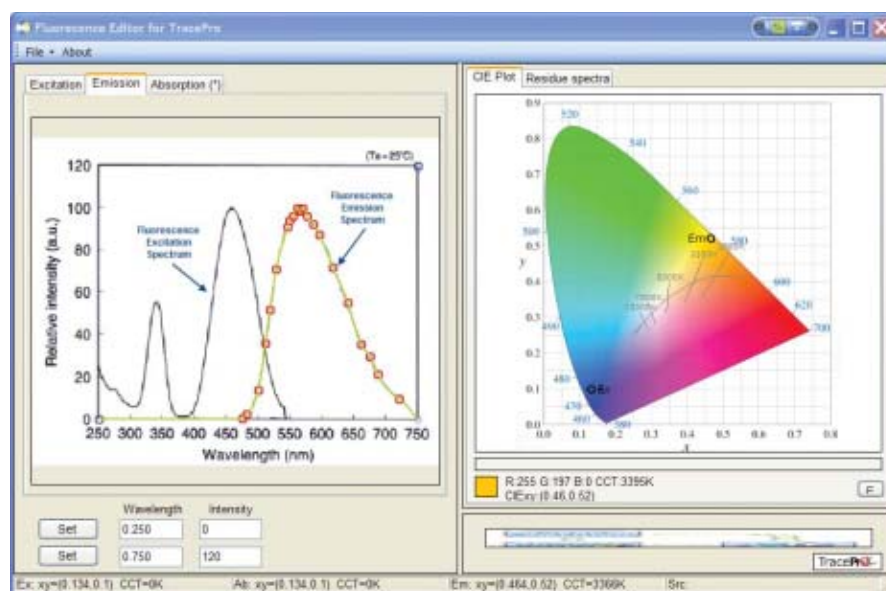 Fluorescence Editor for TracePro
File About
Excitation Emission Absorption (*)
(Ta=25°C)
120
100
80
60
40
20
0
Relative intensity (a.u.)
Fluorescence
Excitation
Spectrum
Fluorescence
Emission
Spectrum
250 300 350 400 450 500 550 600 650 700 750
Wavelength (nm)
Wavelength Intensity
Set 0.250 0
Set 0.750 120
CIE Plot Residue spectra
0.9
0.8
0.7
0.6
0.5
0.4
0.3
0.2
0.1
0.0
y
520
540
560
500
Em 580
600
620
700
490
480
470
460
Ex
0.0 0.1 0.2 0.3 0.4 0.5 0.6 0.7 0.8
x
R:255 G:197 B:0 CCT:3395K
CIExy (0.46,0.52)
TracePro
Ex: xy=(0.134,0.1) CCT=0K Ab: xy=(0.134,0.1) CCT=0K Em: xy=(0.464,0.52) CCT=3366K Src: